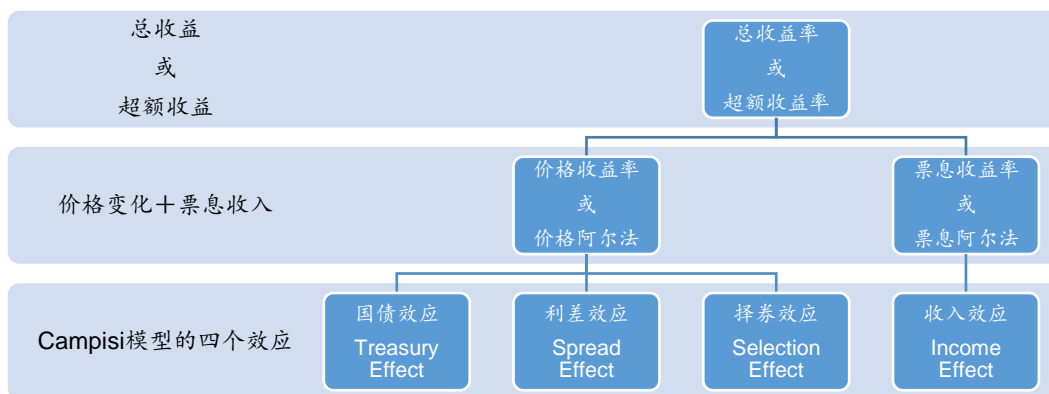 总收益
或
超额收益
总收益率
或
超额收益率
价格变化＋票息收入
价格收益率
或
价格阿尔法
票息收益率
或
票息阿尔法
Campisi模型的四个效应
国债效应
Treasury
Effect
利差效应
Spread
Effect
择券效应
Selection
Effect
收入效应
Income
Effect